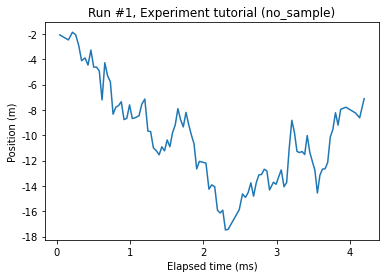 Run #1, Experiment tutorial (no_sample)
-2
-4
-6
-8
-10
-12
-14
-16
-18
Position (m)
0 1 2 3 4
Elapsed time (ms)